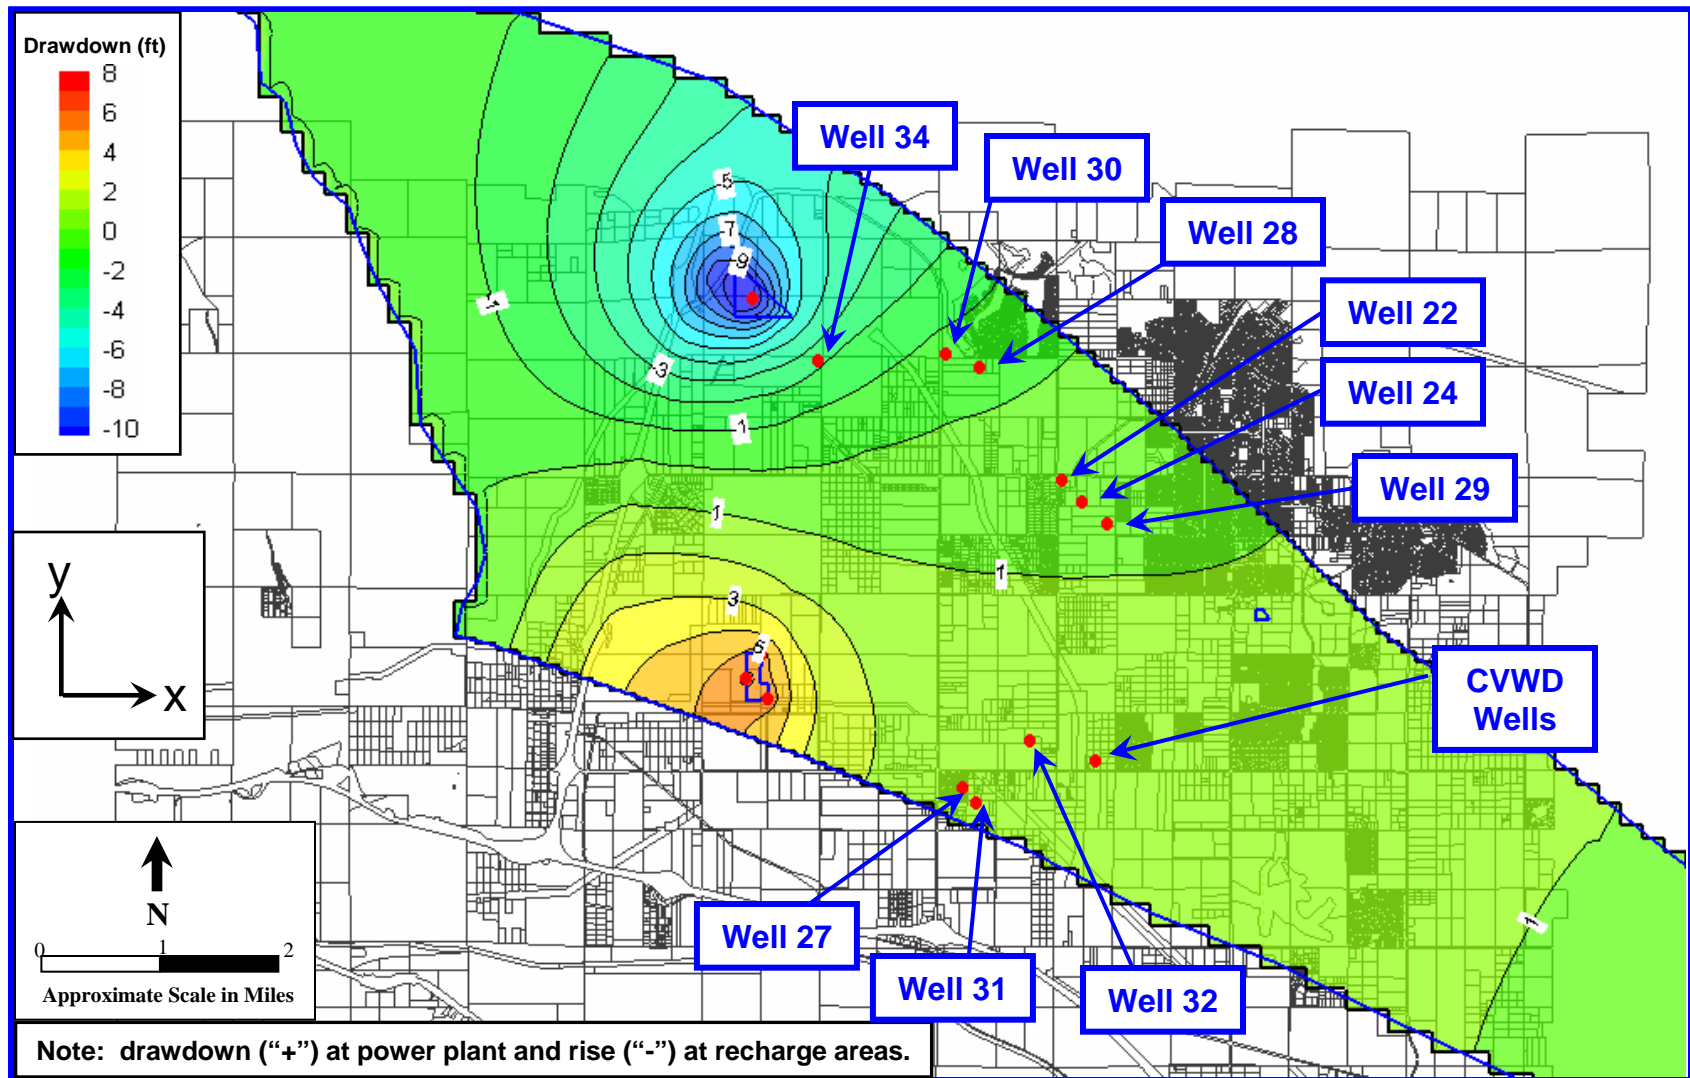 Drawdown (ft)
8
6
4
2
0
-2
-4
-6
-8
-10
Well 34
Well 30
Well 28
Well 22
Well 24
Well 29
CVWD
Wells
Well 27
Well 31
Well 32
-5
-7
-9
-1
-3
-1
1
1
3
5
1
y
x
N
0
1
2
Approximate Scale in Miles
Note: drawdown (“+”) at power plant and rise (“-”) at recharge areas.